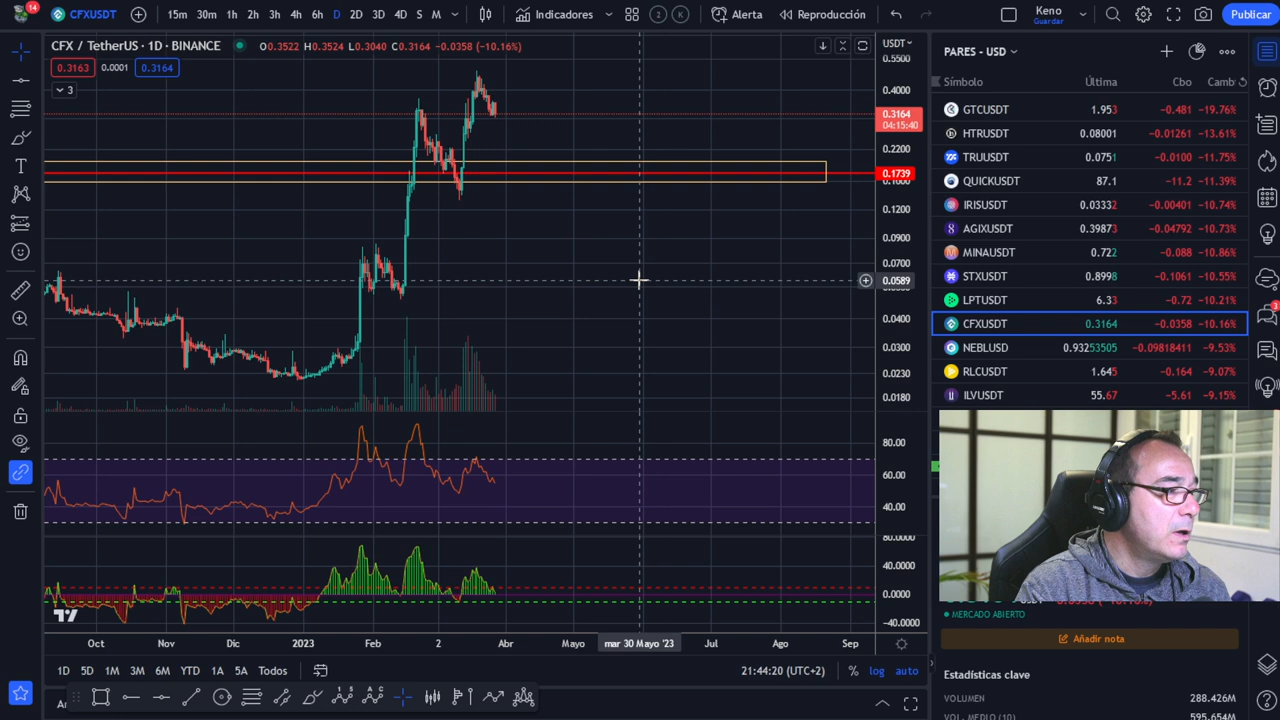 14
CFXUSDT
15m 30m 1h 2h 3h 4h 6h D 2D 3D 4D S M
Indicadores
2 K
Alerta
Reproducción
Keno
Guardar
Publicar
CFX / TetherUS · 1D · BINANCE
O0.3522 H0.3524 L0.3040 C0.3164 −0.0358 (−10.16%)
USDT
0.3163 0.0001 0.3164
3
0.5500
0.4000
0.3164
04:15:40
0.2200
0.1739
0.1200
0.0900
0.0700
0.0589
0.0400
0.0300
0.0230
0.0180
80.00
60.00
40.00
80.0000
40.0000
0.0000
−40.0000
Oct Nov Dic 2023 Feb 2 Abr Mayo mar 30 Mayo '23 Jul Ago Sep
1D 5D 1M 3M 6M YTD 1A 5A Todos
21:44:20 (UTC+2) % log auto
PARES - USD
Símbolo Última Cbo Camb
GTCUSDT 1.953 −0.481 −19.76%
HTRUSDT 0.08001 −0.01261 −13.61%
TRUUSDT 0.0751 −0.0100 −11.75%
QUICKUSDT 87.1 −11.2 −11.39%
IRISUSDT 0.03332 −0.00401 −10.74%
AGIXUSDT 0.39873 −0.04792 −10.73%
MINAUSDT 0.722 −0.088 −10.86%
STXUSDT 0.8998 −0.1061 −10.55%
LPTUSDT 6.33 −0.72 −10.21%
CFXUSDT 0.3164 −0.0358 −10.16%
NEBLUSD 0.93253505 −0.09818411 −9.53%
RLCUSDT 1.645 −0.164 −9.07%
ILVUSDT 55.67 −5.61 −9.15%
3
MERCADO ABIERTO
Añadir nota
Estadísticas clave
VOLUMEN 288.426M
VOL. MEDIO (10) 595.654M